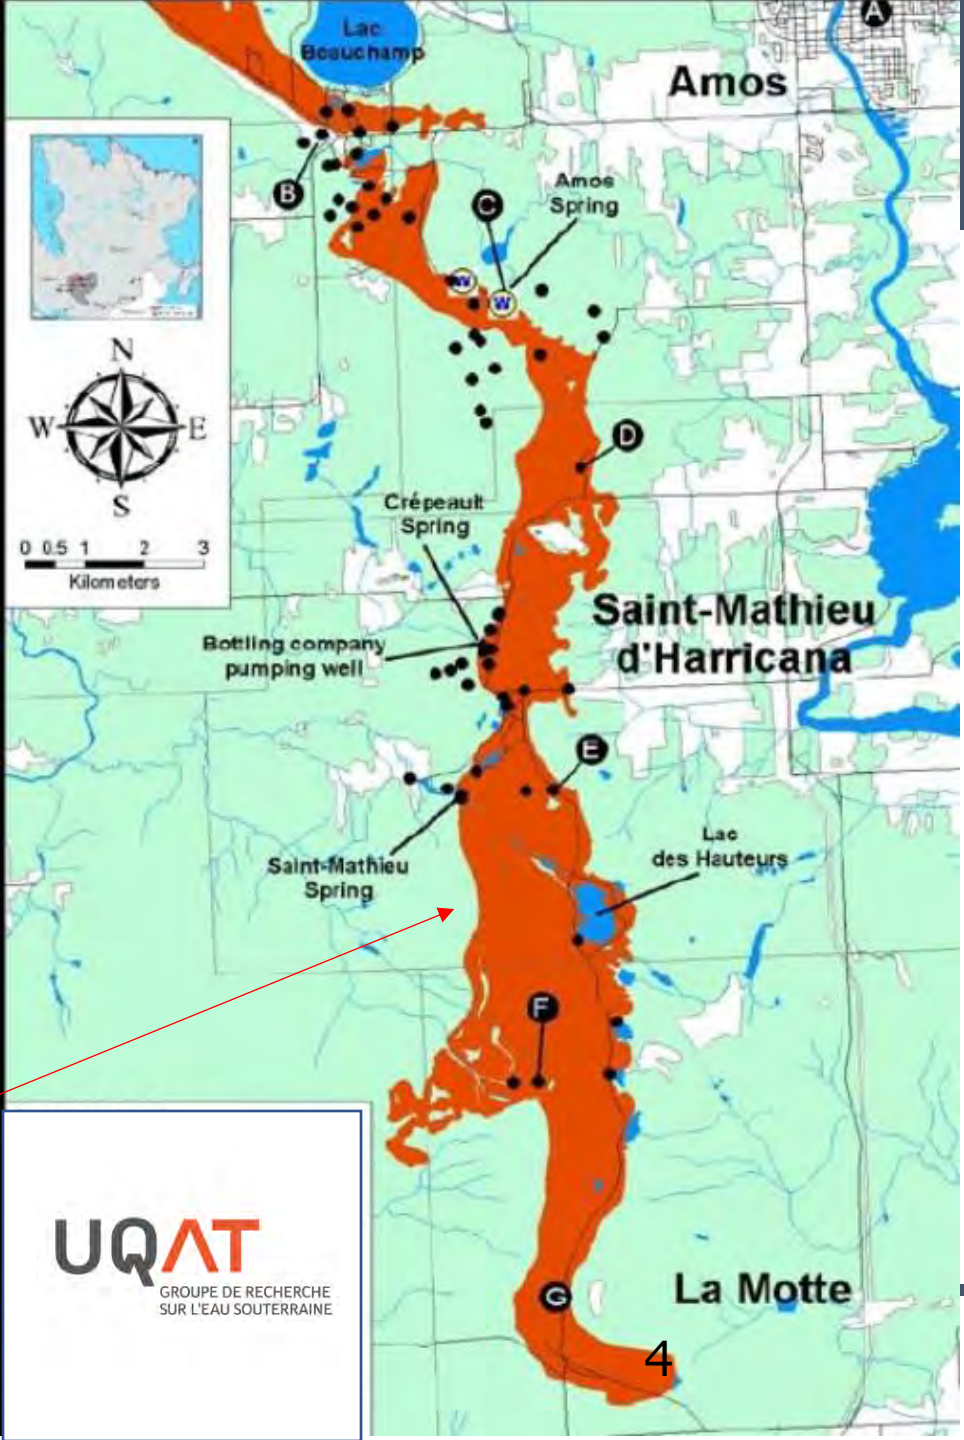 Lac
Beauchamp
A
Amos
B
C
Amos
Spring
W
W
N
W
E
S
D
Crépeault
Spring
0 0.5 1 2 3
Kilometers
Saint-Mathieu
d'Harricana
Bottling company
pumping well
E
Lac
des Hauteurs
Saint-Mathieu
Spring
F
UQAT
GROUPE DE RECHERCHE
SUR L'EAU SOUTERRAINE
La Motte
G
4